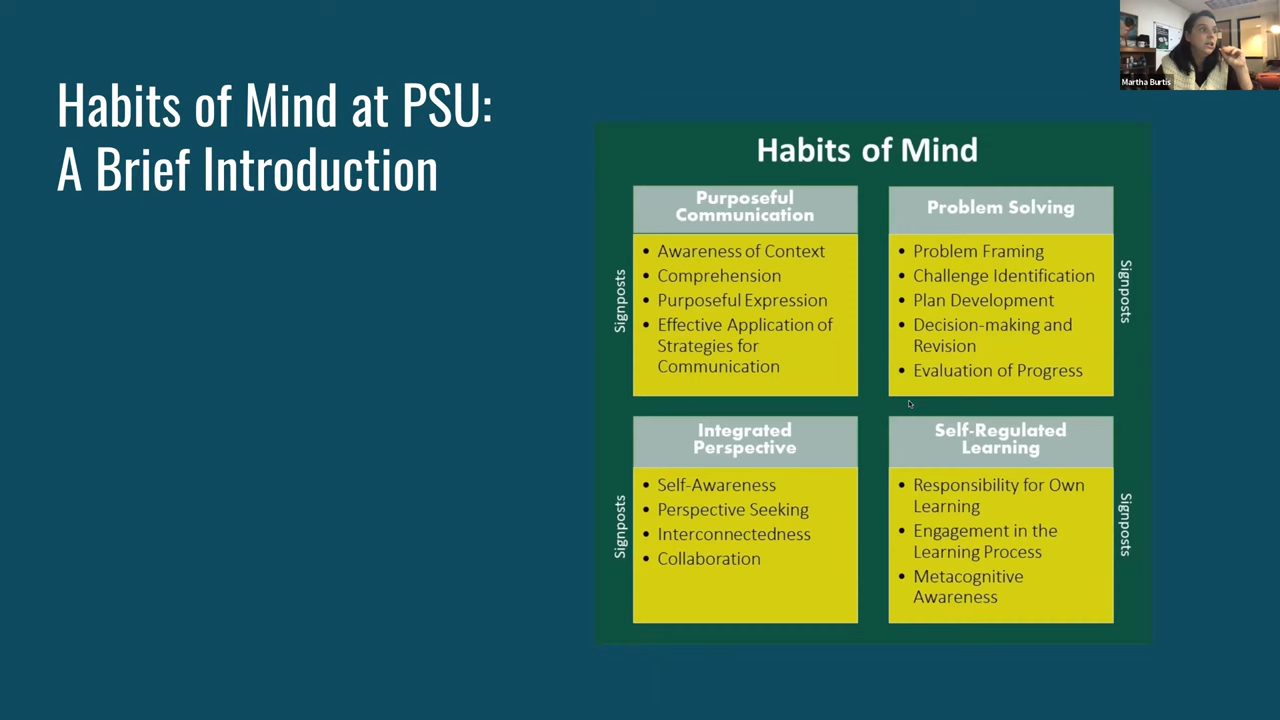 Habits of Mind at PSU:
A Brief Introduction
Martha Burtis
Habits of Mind
Purposeful
Communication
Signposts
• Awareness of Context
• Comprehension
• Purposeful Expression
• Effective Application of
Strategies for
Communication
Problem Solving
• Problem Framing
• Challenge Identification
• Plan Development
• Decision-making and
Revision
• Evaluation of Progress
Signposts
Integrated
Perspective
Signposts
• Self-Awareness
• Perspective Seeking
• Interconnectedness
• Collaboration
Self-Regulated
Learning
• Responsibility for Own
Learning
• Engagement in the
Learning Process
• Metacognitive
Awareness
Signposts